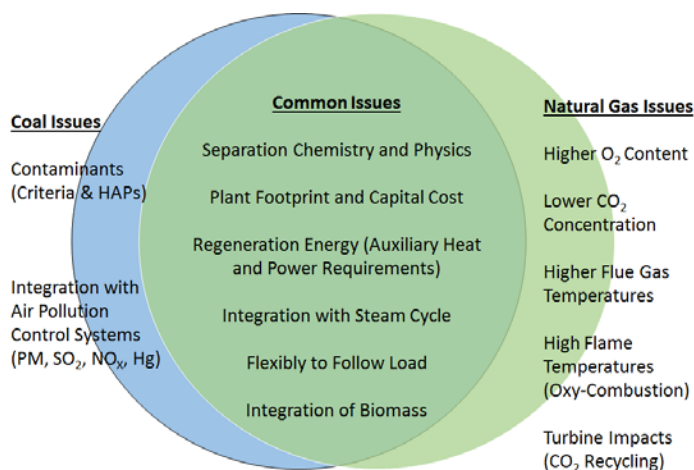 Coal Issues
Contaminants
(Criteria & HAPs)
Integration with
Air Pollution
Control Systems
(PM, SO₂, NOₓ, Hg)
Common Issues
Separation Chemistry and Physics
Plant Footprint and Capital Cost
Regeneration Energy (Auxiliary Heat
and Power Requirements)
Integration with Steam Cycle
Flexibly to Follow Load
Integration of Biomass
Natural Gas Issues
Higher O₂ Content
Lower CO₂
Concentration
Higher Flue Gas
Temperatures
High Flame
Temperatures
(Oxy-Combustion)
Turbine Impacts
(CO₂ Recycling)